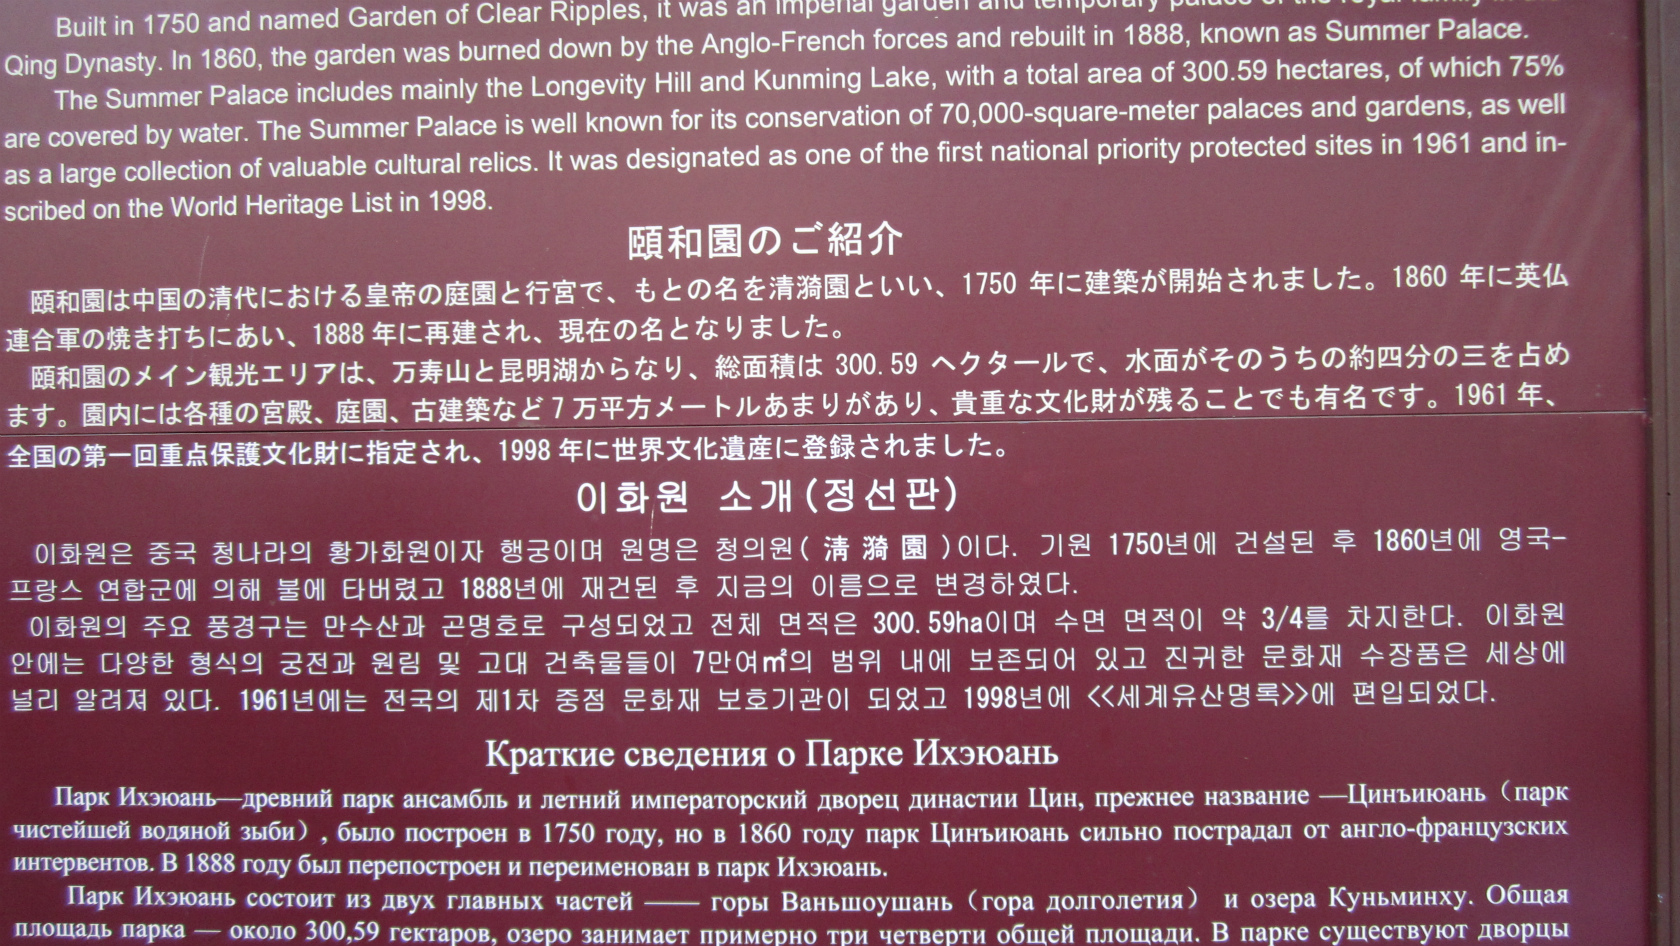 Built in 1750 and named Garden of Clear Ripples, it was an imperial garden and temporary palace of the royal family in the
Qing Dynasty. In 1860, the garden was burned down by the Anglo-French forces and rebuilt in 1888, known as Summer Palace.
The Summer Palace includes mainly the Longevity Hill and Kunming Lake, with a total area of 300.59 hectares, of which 75%
are covered by water. The Summer Palace is well known for its conservation of 70,000-square-meter palaces and gardens, as well
as a large collection of valuable cultural relics. It was designated as one of the first national priority protected sites in 1961 and in-
scribed on the World Heritage List in 1998.
頤和園のご紹介
頤和園は中国の清代における皇帝の庭園と行宮で、もとの名を清漪園といい、1750 年に建築が開始されました。1860 年に英仏
連合軍の焼き打ちにあい、1888 年に再建され、現在の名となりました。
頤和園のメイン観光エリアは、万寿山と昆明湖からなり、総面積は 300.59 ヘクタールで、水面がそのうちの約四分の三を占め
ます。園内には各種の宮殿、庭園、古建築など 7 万平方メートルあまりがあり、貴重な文化財が残ることでも有名です。1961 年、
全国の第一回重点保護文化財に指定され、1998 年に世界文化遺産に登録されました。
이화원 소개(정선판)
이화원은 중국 청나라의 황가화원이자 행궁이며 원명은 청의원( 清 漪 園 )이다. 기원 1750년에 건설된 후 1860년에 영국-
프랑스 연합군에 의해 불에 타버렸고 1888년에 재건된 후 지금의 이름으로 변경하였다.
이화원의 주요 풍경구는 만수산과 곤명호로 구성되었고 전체 면적은 300.59ha이며 수면 면적이 약 3/4를 차지한다. 이화원
안에는 다양한 형식의 궁전과 원림 및 고대 건축물들이 7만여㎡의 범위 내에 보존되어 있고 진귀한 문화재 수장품은 세상에
널리 알려져 있다. 1961년에는 전국의 제1차 중점 문화재 보호기관이 되었고 1998년에 <<세계유산명록>>에 편입되었다.
Краткие сведения о Парке Ихэюань
Парк Ихэюань—древний парк ансамбль и летний императорский дворец династии Цин, прежнее название —Цинъиюань（парк
чистейшей водяной зыби）, было построен в 1750 году, но в 1860 году парк Цинъиюань сильно пострадал от англо-французских
интервентов. В 1888 году был перепостроен и переименован в парк Ихэюань.
Парк Ихэюань состоит из двух главных частей —— горы Ваньшоушань（гора долголетия） и озера Куньминху. Общая
площадь парка — около 300,59 гектаров, озеро занимает примерно три четверти общей площади. В парке существуют дворцы